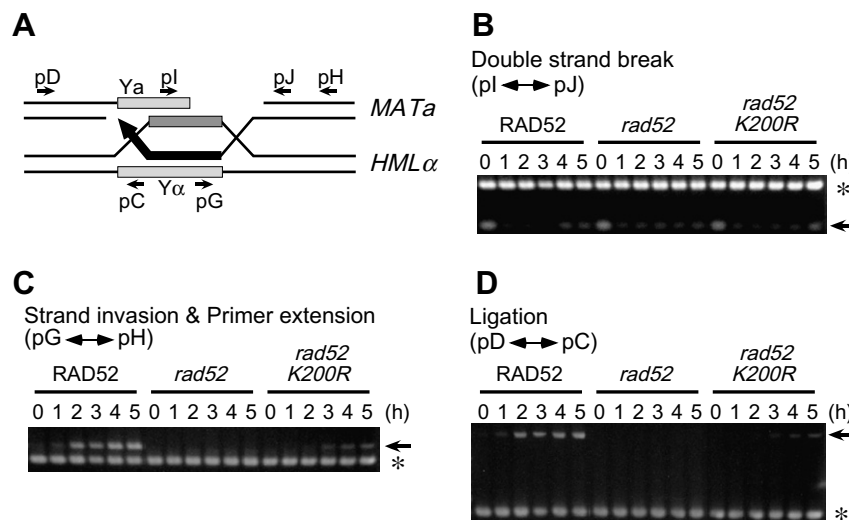 A
pD
Ya
pI
pJ
pH
MATa
HMLα
pC
Yα
pG
B
Double strand break
(pI pJ)
RAD52 rad52 rad52 K200R
0 1 2 3 4 5 0 1 2 3 4 5 0 1 2 3 4 5 (h
*
C
Strand invasion & Primer extension
(pG pH)
RAD52 rad52 rad52 K200R
0 1 2 3 4 5 0 1 2 3 4 5 0 1 2 3 4 5 (h)
*
D
Ligation
(pD pC)
RAD52 rad52 rad52 K200R
0 1 2 3 4 5 0 1 2 3 4 5 0 1 2 3 4 5 (h)
*